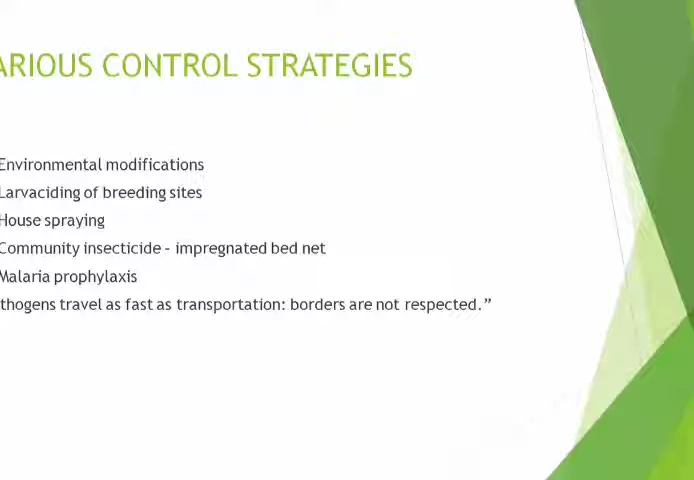 ARIOUS CONTROL STRATEGIES
Environmental modifications
Larvaciding of breeding sites
House spraying
Community insecticide - impregnated bed net
Malaria prophylaxis
thogens travel as fast as transportation: borders are not respected.”